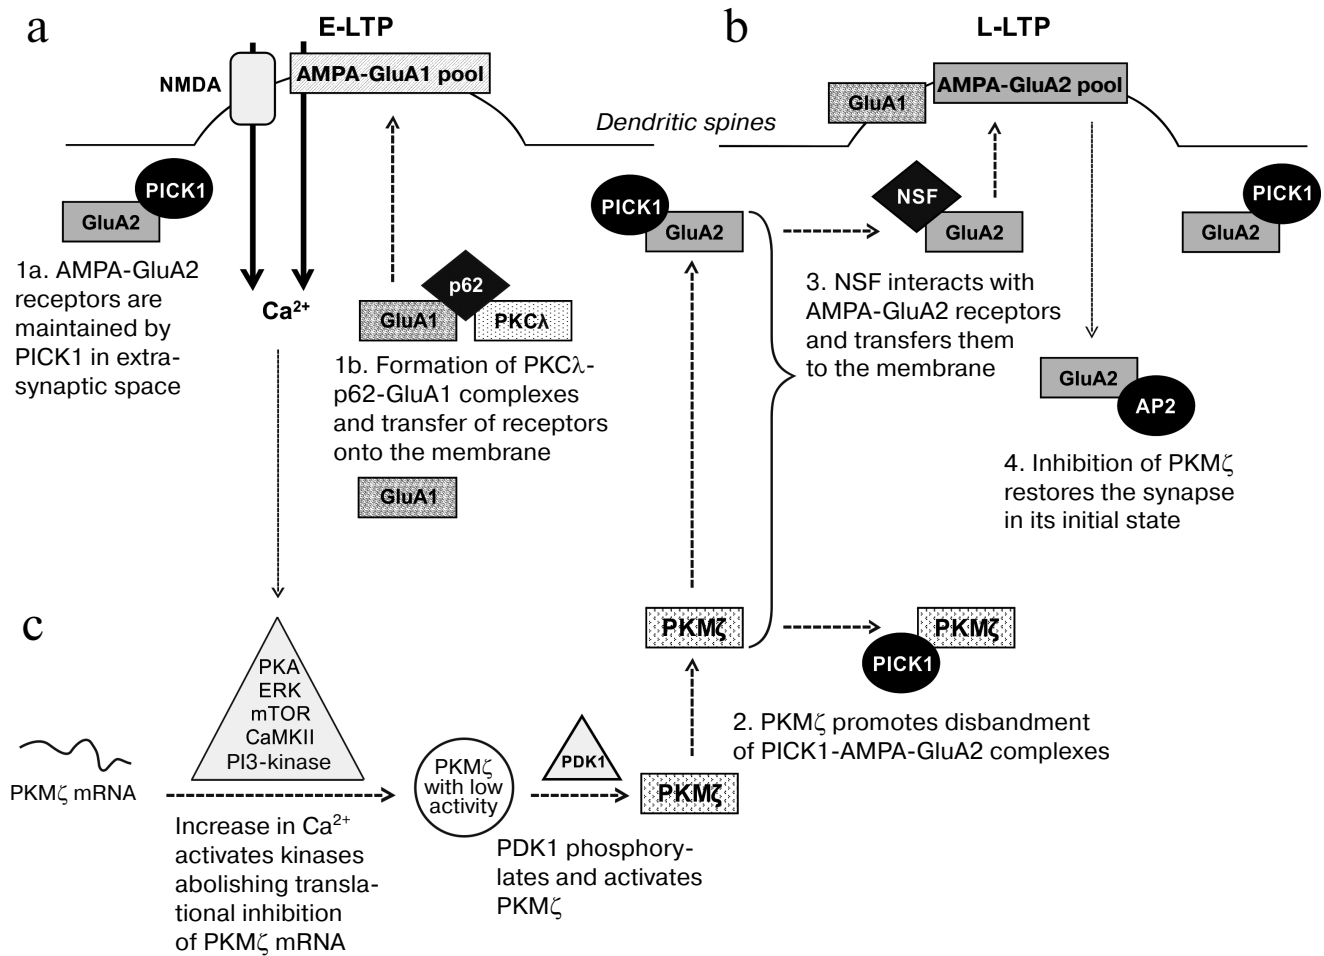 a
E-LTP
NMDA
AMPA-GluA1 pool
PICK1
GluA2
1a. AMPA-GluA2
receptors are
maintained by
PICK1 in extra-
synaptic space
Ca²⁺
p62
GluA1
PKCλ
1b. Formation of PKCλ-
p62-GluA1 complexes
and transfer of receptors
onto the membrane
GluA1
Dendritic spines
b
L-LTP
GluA1
AMPA-GluA2 pool
PICK1
GluA2
NSF
GluA2
PICK1
GluA2
3. NSF interacts with
AMPA-GluA2 receptors
and transfers them
to the membrane
GluA2
AP2
4. Inhibition of PKMζ
restores the synapse
in its initial state
PKMζ
PKMζ
PICK1
2. PKMζ promotes disbandment
of PICK1-AMPA-GluA2 complexes
c
PKA
ERK
mTOR
CaMKII
PI3-kinase
PKMζ mRNA
Increase in Ca²⁺
activates kinases
abolishing transla-
tional inhibition
of PKMζ mRNA
PKMζ
with low
activity
PDK1
PKMζ
PDK1 phosphory-
lates and activates
PKMζ